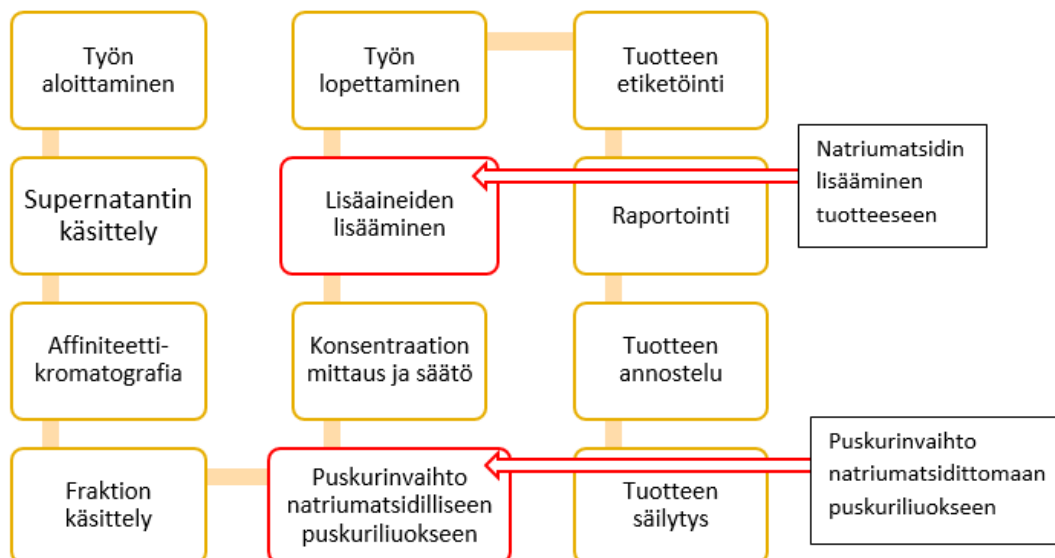 Työn
aloittaminen
Supernatantin
käsittely
Affiniteetti-
kromatografia
Fraktion
käsittely
Puskurinvaihto
natriumatsidilliseen
puskuriliuokseen
Konsentraation
mittaus ja säätö
Lisäaineiden
lisääminen
Työn
lopettaminen
Tuotteen
etiketöinti
Raportointi
Tuotteen
annostelu
Tuotteen
säilytys
Natriumatsidin
lisääminen
tuotteeseen
Puskurinvaihto
natriumatsidittomaan
puskuriliuokseen